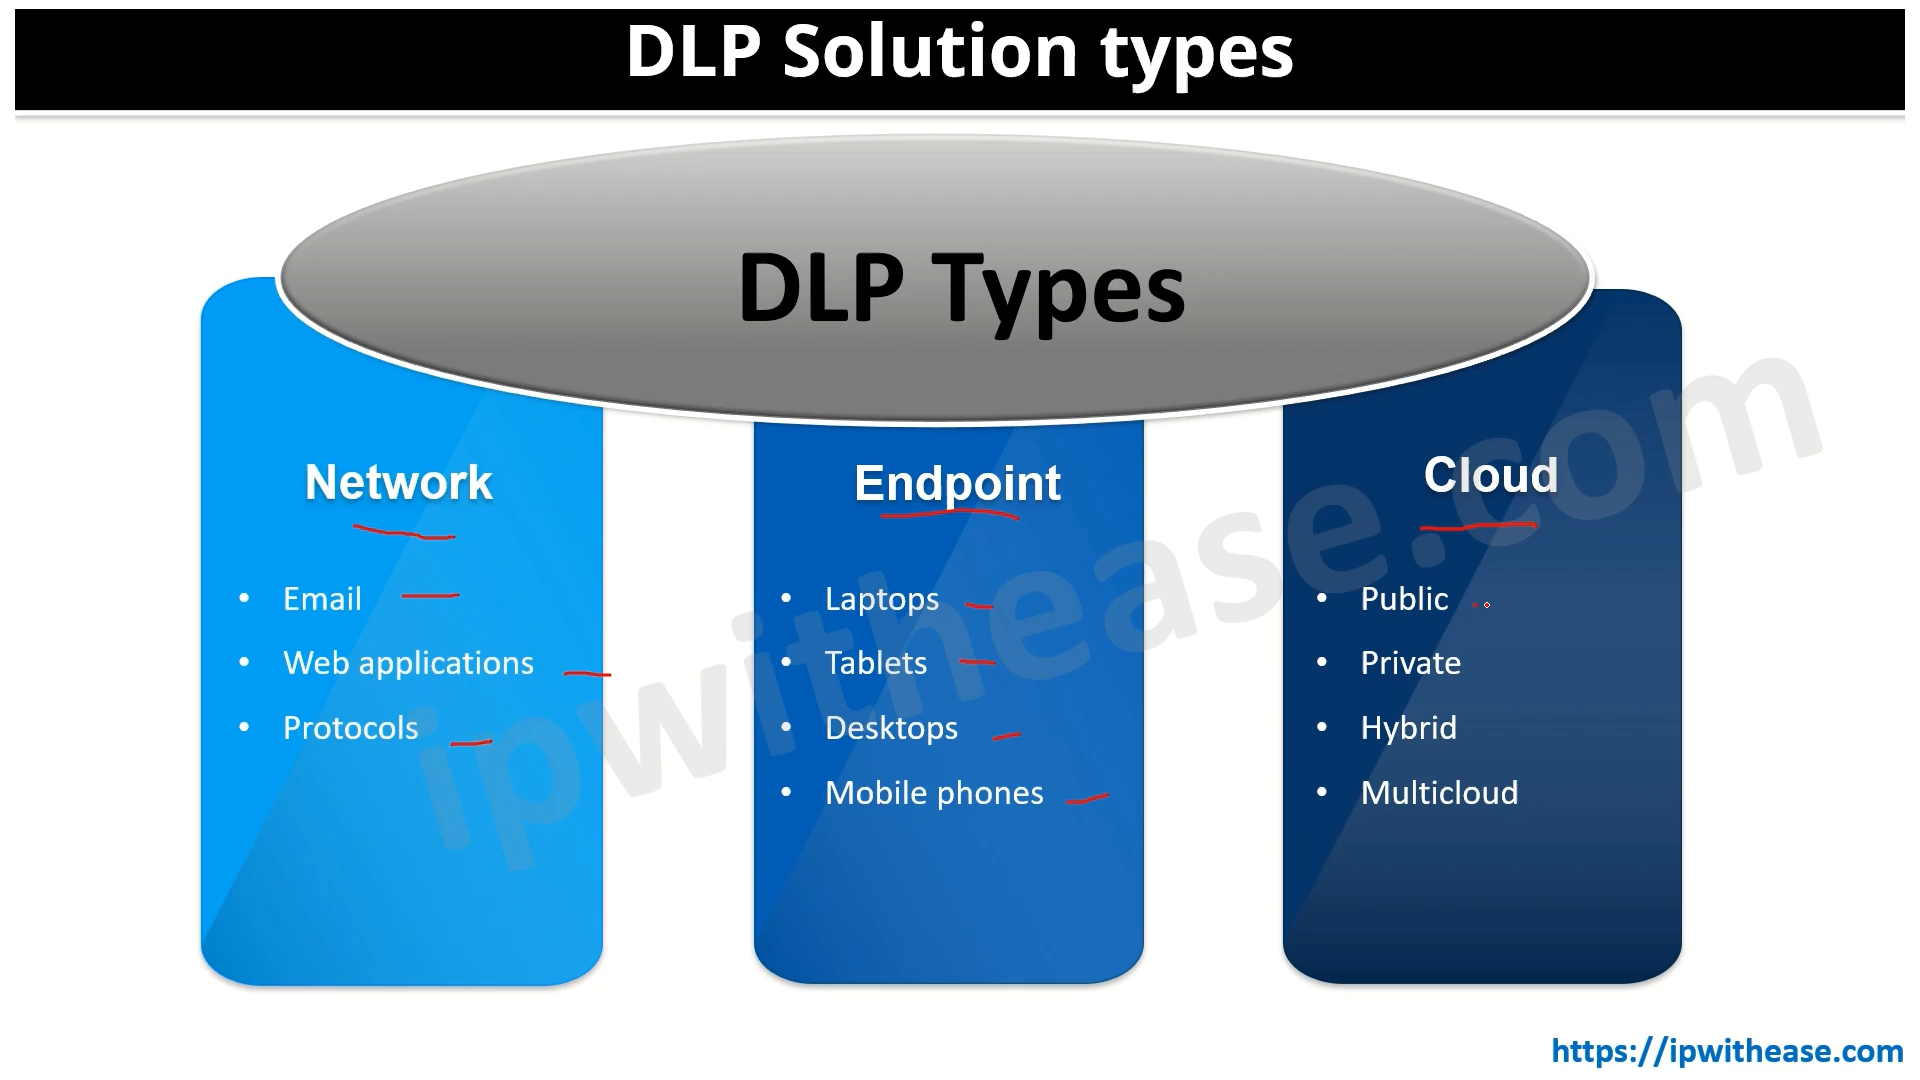 DLP Solution types
DLP Types
Network
• Email
• Web applications
• Protocols
Endpoint
• Laptops
• Tablets
• Desktops
• Mobile phones
Cloud
• Public
• Private
• Hybrid
• Multicloud
ipwithease.com
https://ipwithease.com